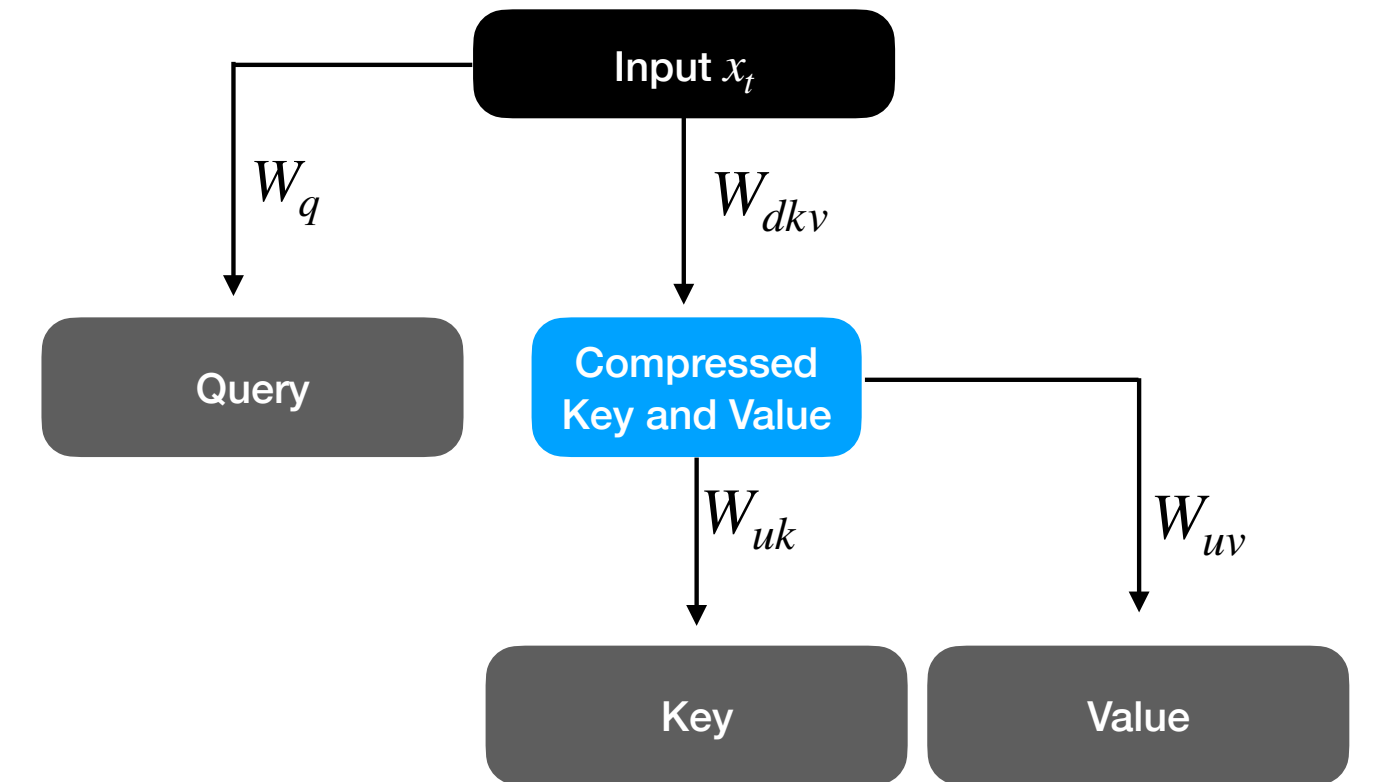 Input x_t
W_q
W_dkv
Query
Compressed
Key and Value
W_uk
W_uv
Key
Value